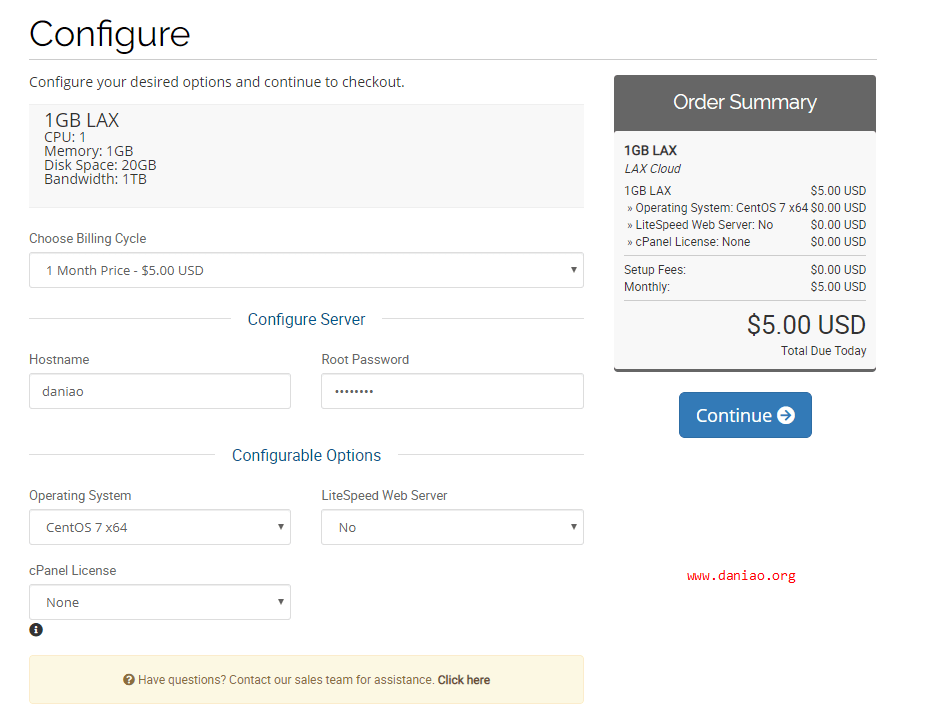 Configure
Configure your desired options and continue to checkout.
1GB LAX
CPU: 1
Memory: 1GB
Disk Space: 20GB
Bandwidth: 1TB
Choose Billing Cycle
1 Month Price - $5.00 USD
Configure Server
Hostname Root Password
daniao ••••••••
Configurable Options
Operating System LiteSpeed Web Server
CentOS 7 x64 No
cPanel License
None
Have questions? Contact our sales team for assistance. Click here
Order Summary
1GB LAX
LAX Cloud
1GB LAX $5.00 USD
» Operating System: CentOS 7 x64 $0.00 USD
» LiteSpeed Web Server: No $0.00 USD
» cPanel License: None $0.00 USD
Setup Fees: $0.00 USD
Monthly: $5.00 USD
$5.00 USD
Total Due Today
Continue
www.daniao.org